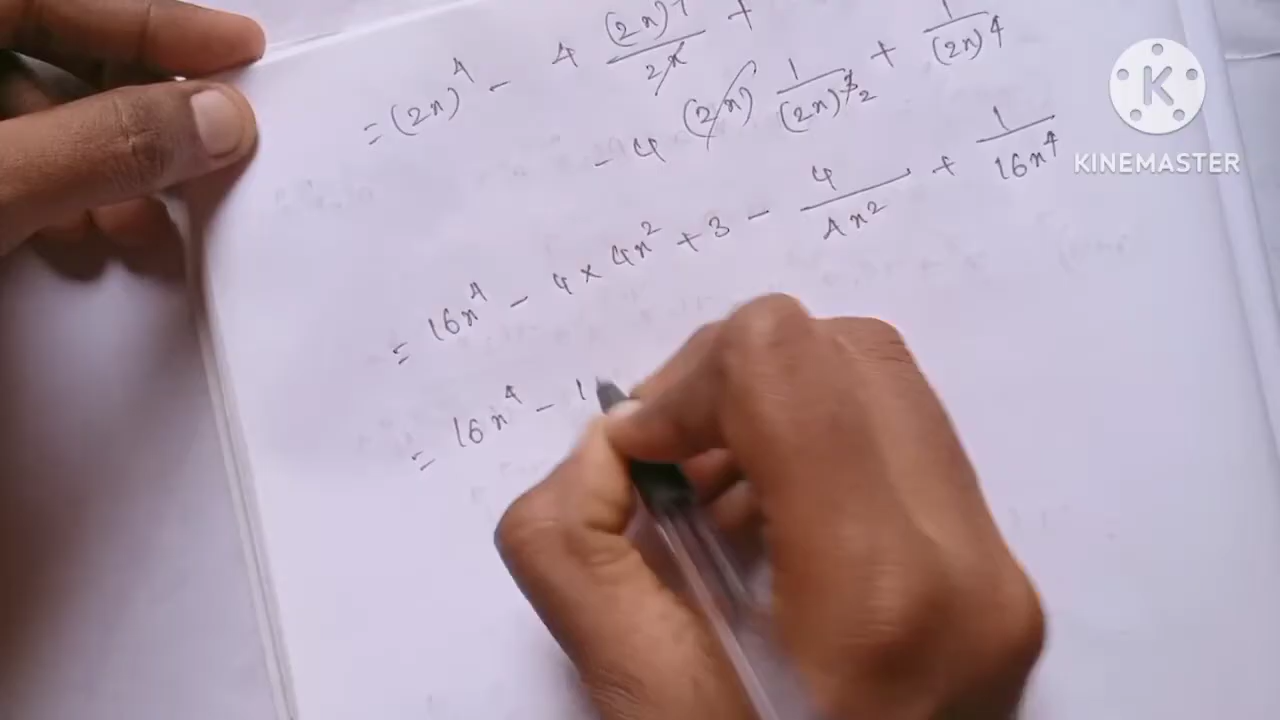 = (2x)⁴ - 4 (2x) / 2x + 
- 4 (2x) 1/(2x)³ 2 + 1/(2x)⁴
= 16x⁴ - 4 × 4x² + 3 - 4/4x² + 1/16x⁴
= 16x⁴ - 1
K
KINEMASTER